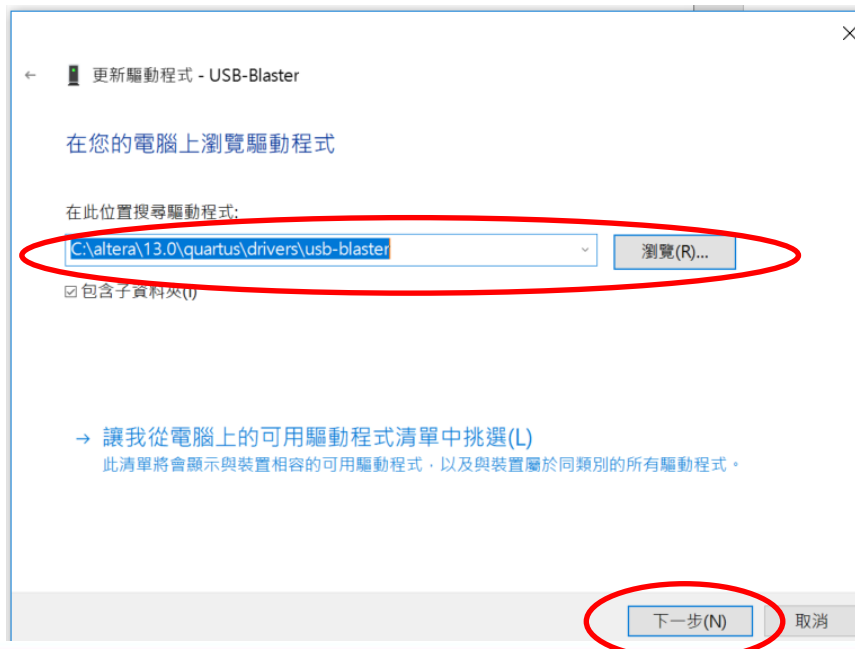 更新驅動程式 - USB-Blaster
在您的電腦上瀏覽驅動程式
在此位置搜尋驅動程式:
C:\altera\13.0\quartus\drivers\usb-blaster
瀏覽(R)...
包含子資料夾(I)
讓我從電腦上的可用驅動程式清單中挑選(L)
此清單將會顯示與裝置相容的可用驅動程式，以及與裝置屬於同類別的所有驅動程式。
下一步(N)
取消